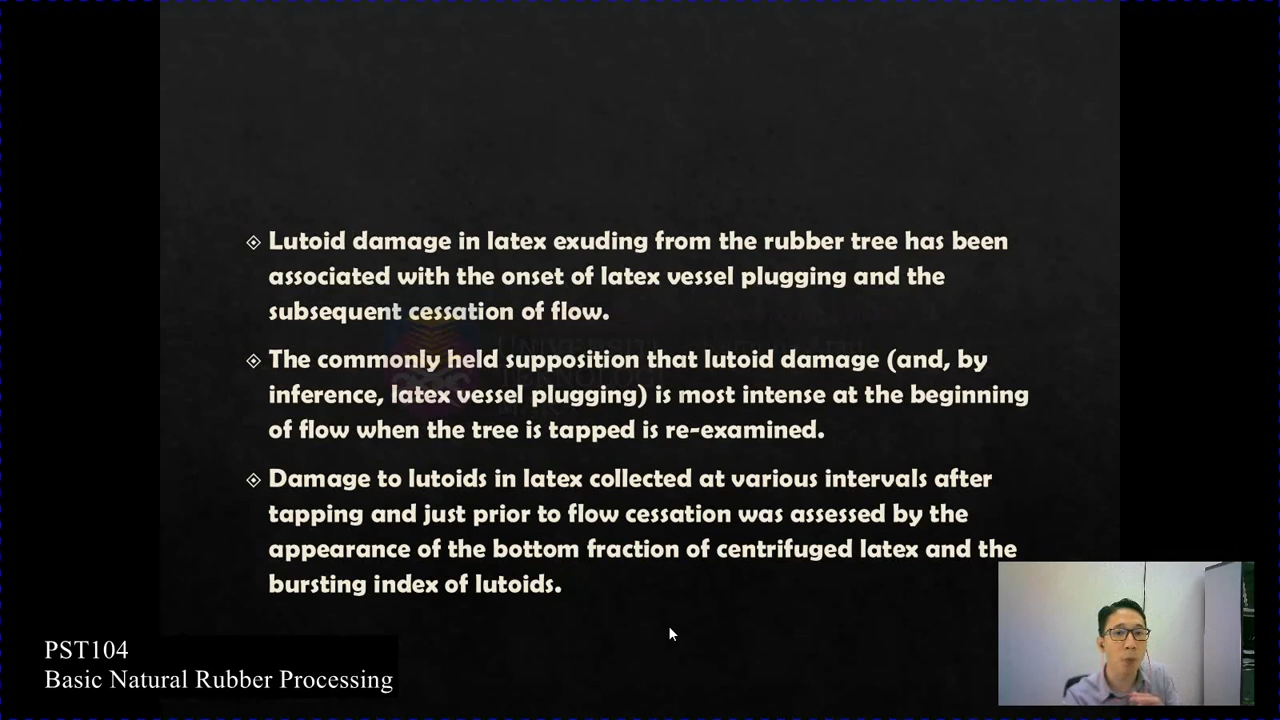 Lutoid damage in latex exuding from the rubber tree has been
associated with the onset of latex vessel plugging and the
subsequent cessation of flow.
The commonly held supposition that lutoid damage (and, by
inference, latex vessel plugging) is most intense at the beginning
of flow when the tree is tapped is re-examined.
Damage to lutoids in latex collected at various intervals after
tapping and just prior to flow cessation was assessed by the
appearance of the bottom fraction of centrifuged latex and the
bursting index of lutoids.
PST104
Basic Natural Rubber Processing